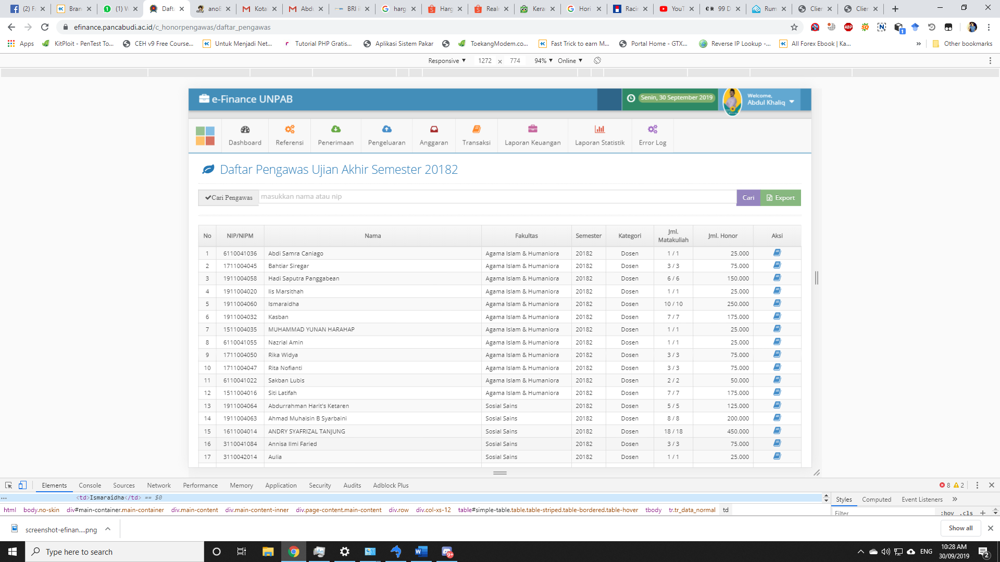 (2) Fa
Bran
(1) W
Daft
anoE
Kota
Abdu
BRI i
harg
Harg
Realr
Kera
Hori
Racir
YouT
99 D
Rum
Clier
Clier
efinance.pancabudi.ac.id/c_honorpengawas/daftar_pengawas
Apps
KitPloit - PenTest To...
CEH v9 Free Course...
Untuk Menjadi Net...
Tutorial PHP Gratis...
Aplikasi Sistem Pakar
ToekangModem.co...
Fast Trick to earn M...
Portal Home - GTX...
Reverse IP Lookup -...
All Forex Ebook | Ka...
»
Other bookmarks
Responsive ▼ 1272 x 774 94% ▼ Online ▼
e-Finance UNPAB
Senin, 30 September 2019
Welcome,
Abdul Khaliq
Dashboard
Referensi
Penerimaan
Pengeluaran
Anggaran
Transaksi
Laporan Keuangan
Laporan Statistik
Error Log
Daftar Pengawas Ujian Akhir Semester 20182
Cari Pengawas masukkan nama atau nip Cari Export
No NIP/NIPM Nama Fakultas Semester Kategori Jml. Matakuliah Jml. Honor Aksi
1 6110041036 Abdi Samra Caniago Agama Islam & Humaniora 20182 Dosen 1 / 1 25.000
2 1711004045 Bahtiar Siregar Agama Islam & Humaniora 20182 Dosen 3 / 3 75.000
3 1911004058 Hadi Saputra Panggabean Agama Islam & Humaniora 20182 Dosen 6 / 6 150.000
4 1911004020 Iis Marsithah Agama Islam & Humaniora 20182 Dosen 1 / 1 25.000
5 1911004060 Ismaraidha Agama Islam & Humaniora 20182 Dosen 10 / 10 250.000
6 1911004032 Kasban Agama Islam & Humaniora 20182 Dosen 7 / 7 175.000
7 1511004035 MUHAMMAD YUNAN HARAHAP Agama Islam & Humaniora 20182 Dosen 1 / 1 25.000
8 6110041055 Nazrial Amin Agama Islam & Humaniora 20182 Dosen 1 / 1 25.000
9 1711004050 Rika Widya Agama Islam & Humaniora 20182 Dosen 3 / 3 75.000
10 1711004047 Rita Nofianti Agama Islam & Humaniora 20182 Dosen 3 / 3 75.000
11 6110041022 Sakban Lubis Agama Islam & Humaniora 20182 Dosen 2 / 2 50.000
12 1511004016 Siti Latifah Agama Islam & Humaniora 20182 Dosen 7 / 7 175.000
13 1911004064 Abdurrahman Harit's Ketaren Sosial Sains 20182 Dosen 5 / 5 125.000
14 1911004063 Ahmad Muhaisin B Syarbaini Sosial Sains 20182 Dosen 8 / 8 200.000
15 1611004014 ANDRY SYAFRIZAL TANJUNG Sosial Sains 20182 Dosen 18 / 18 450.000
16 3110041084 Annisa Ilmi Faried Sosial Sains 20182 Dosen 3 / 3 75.000
17 3110042014 Aulia Sosial Sains 20182 Dosen 1 / 1 25.000
Elements Console Sources Network Performance Memory Application Security Audits Adblock Plus 8 2
... <td>Ismaraidha</td> == $0
Styles Computed Event Listeners »
html body.no-skin div#main-container.main-container div.main-content div.main-content-inner div.page-content.main-content div.row div.col-xs-12 table#simple-table.table.table-striped.table-bordered.table-hover tbody tr.tr_data_normal td
Filter :hov .cls +
screenshot-efinan....png
Show all
Type here to search
9+
ENG
10:28 AM
30/09/2019
2